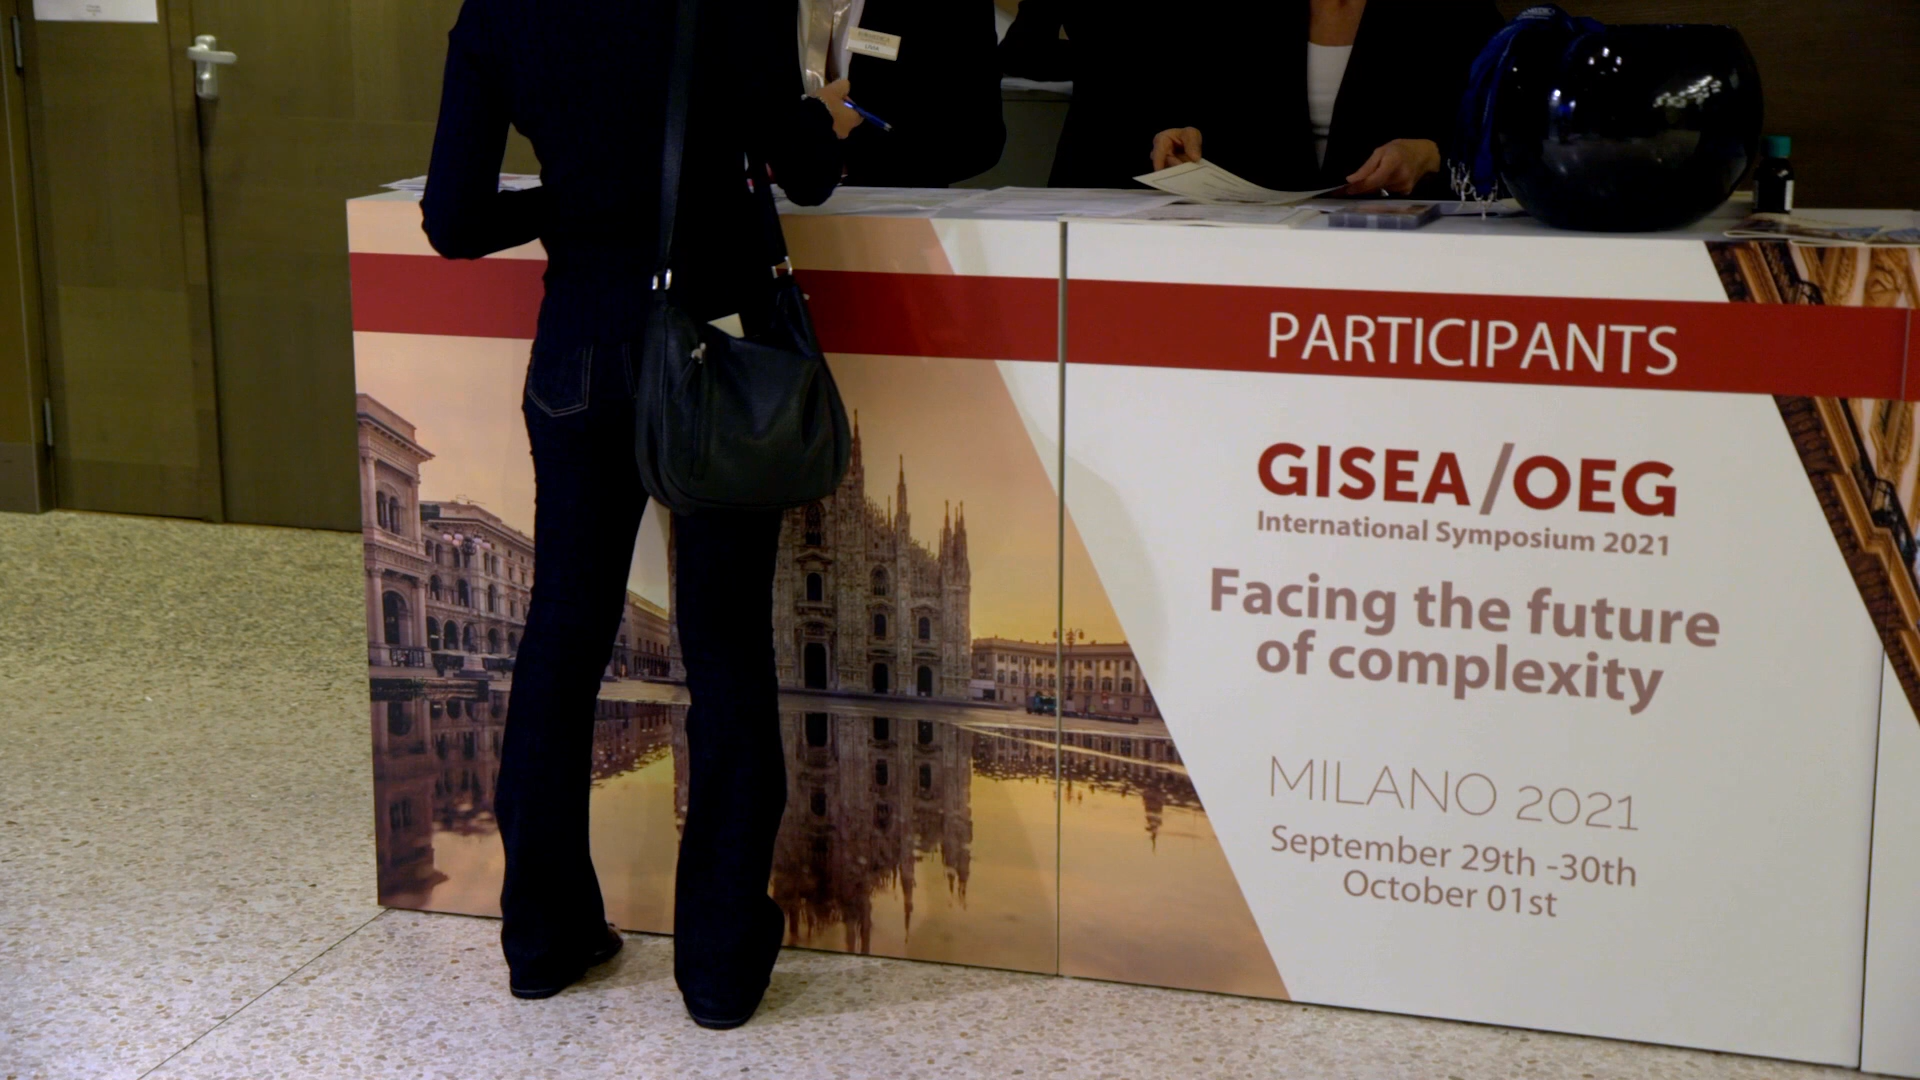 PARTICIPANTS
GISEA/OEG
International Symposium 2021
Facing the future
of complexity
MILANO 2021
September 29th -30th
October 01st